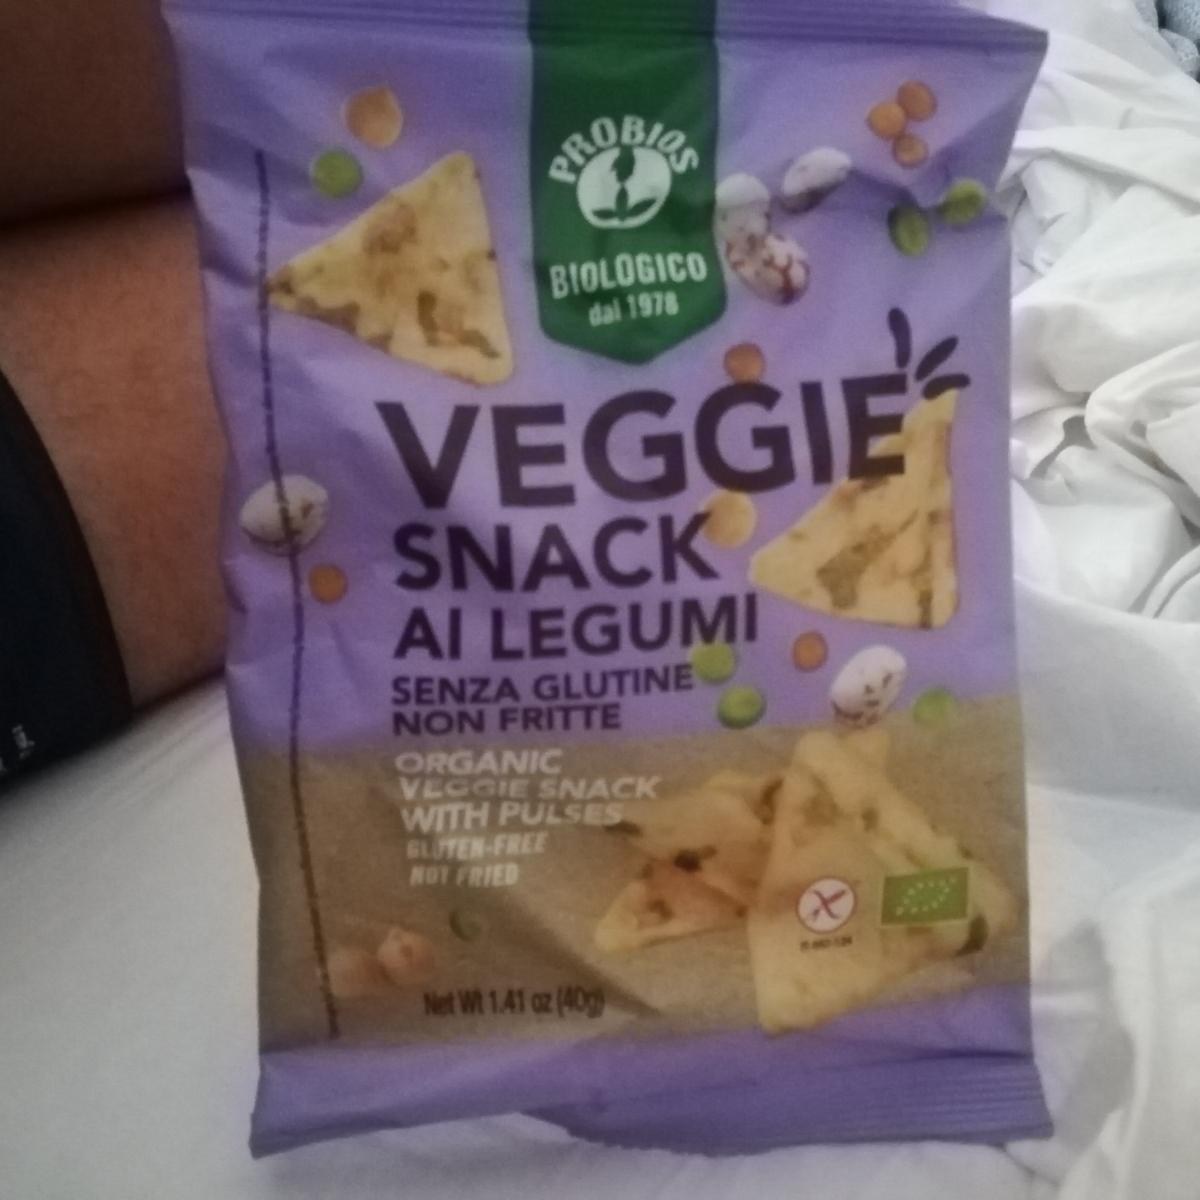 PROBIOS
BIOLOGICO
dal 1978
VEGGIE
SNACK
AI LEGUMI
SENZA GLUTINE
NON FRITTE
ORGANIC
VEGGIE SNACK
WITH PULSES
GLUTEN-FREE
NOT FRIED
Net Wt 1.41 oz (40g)